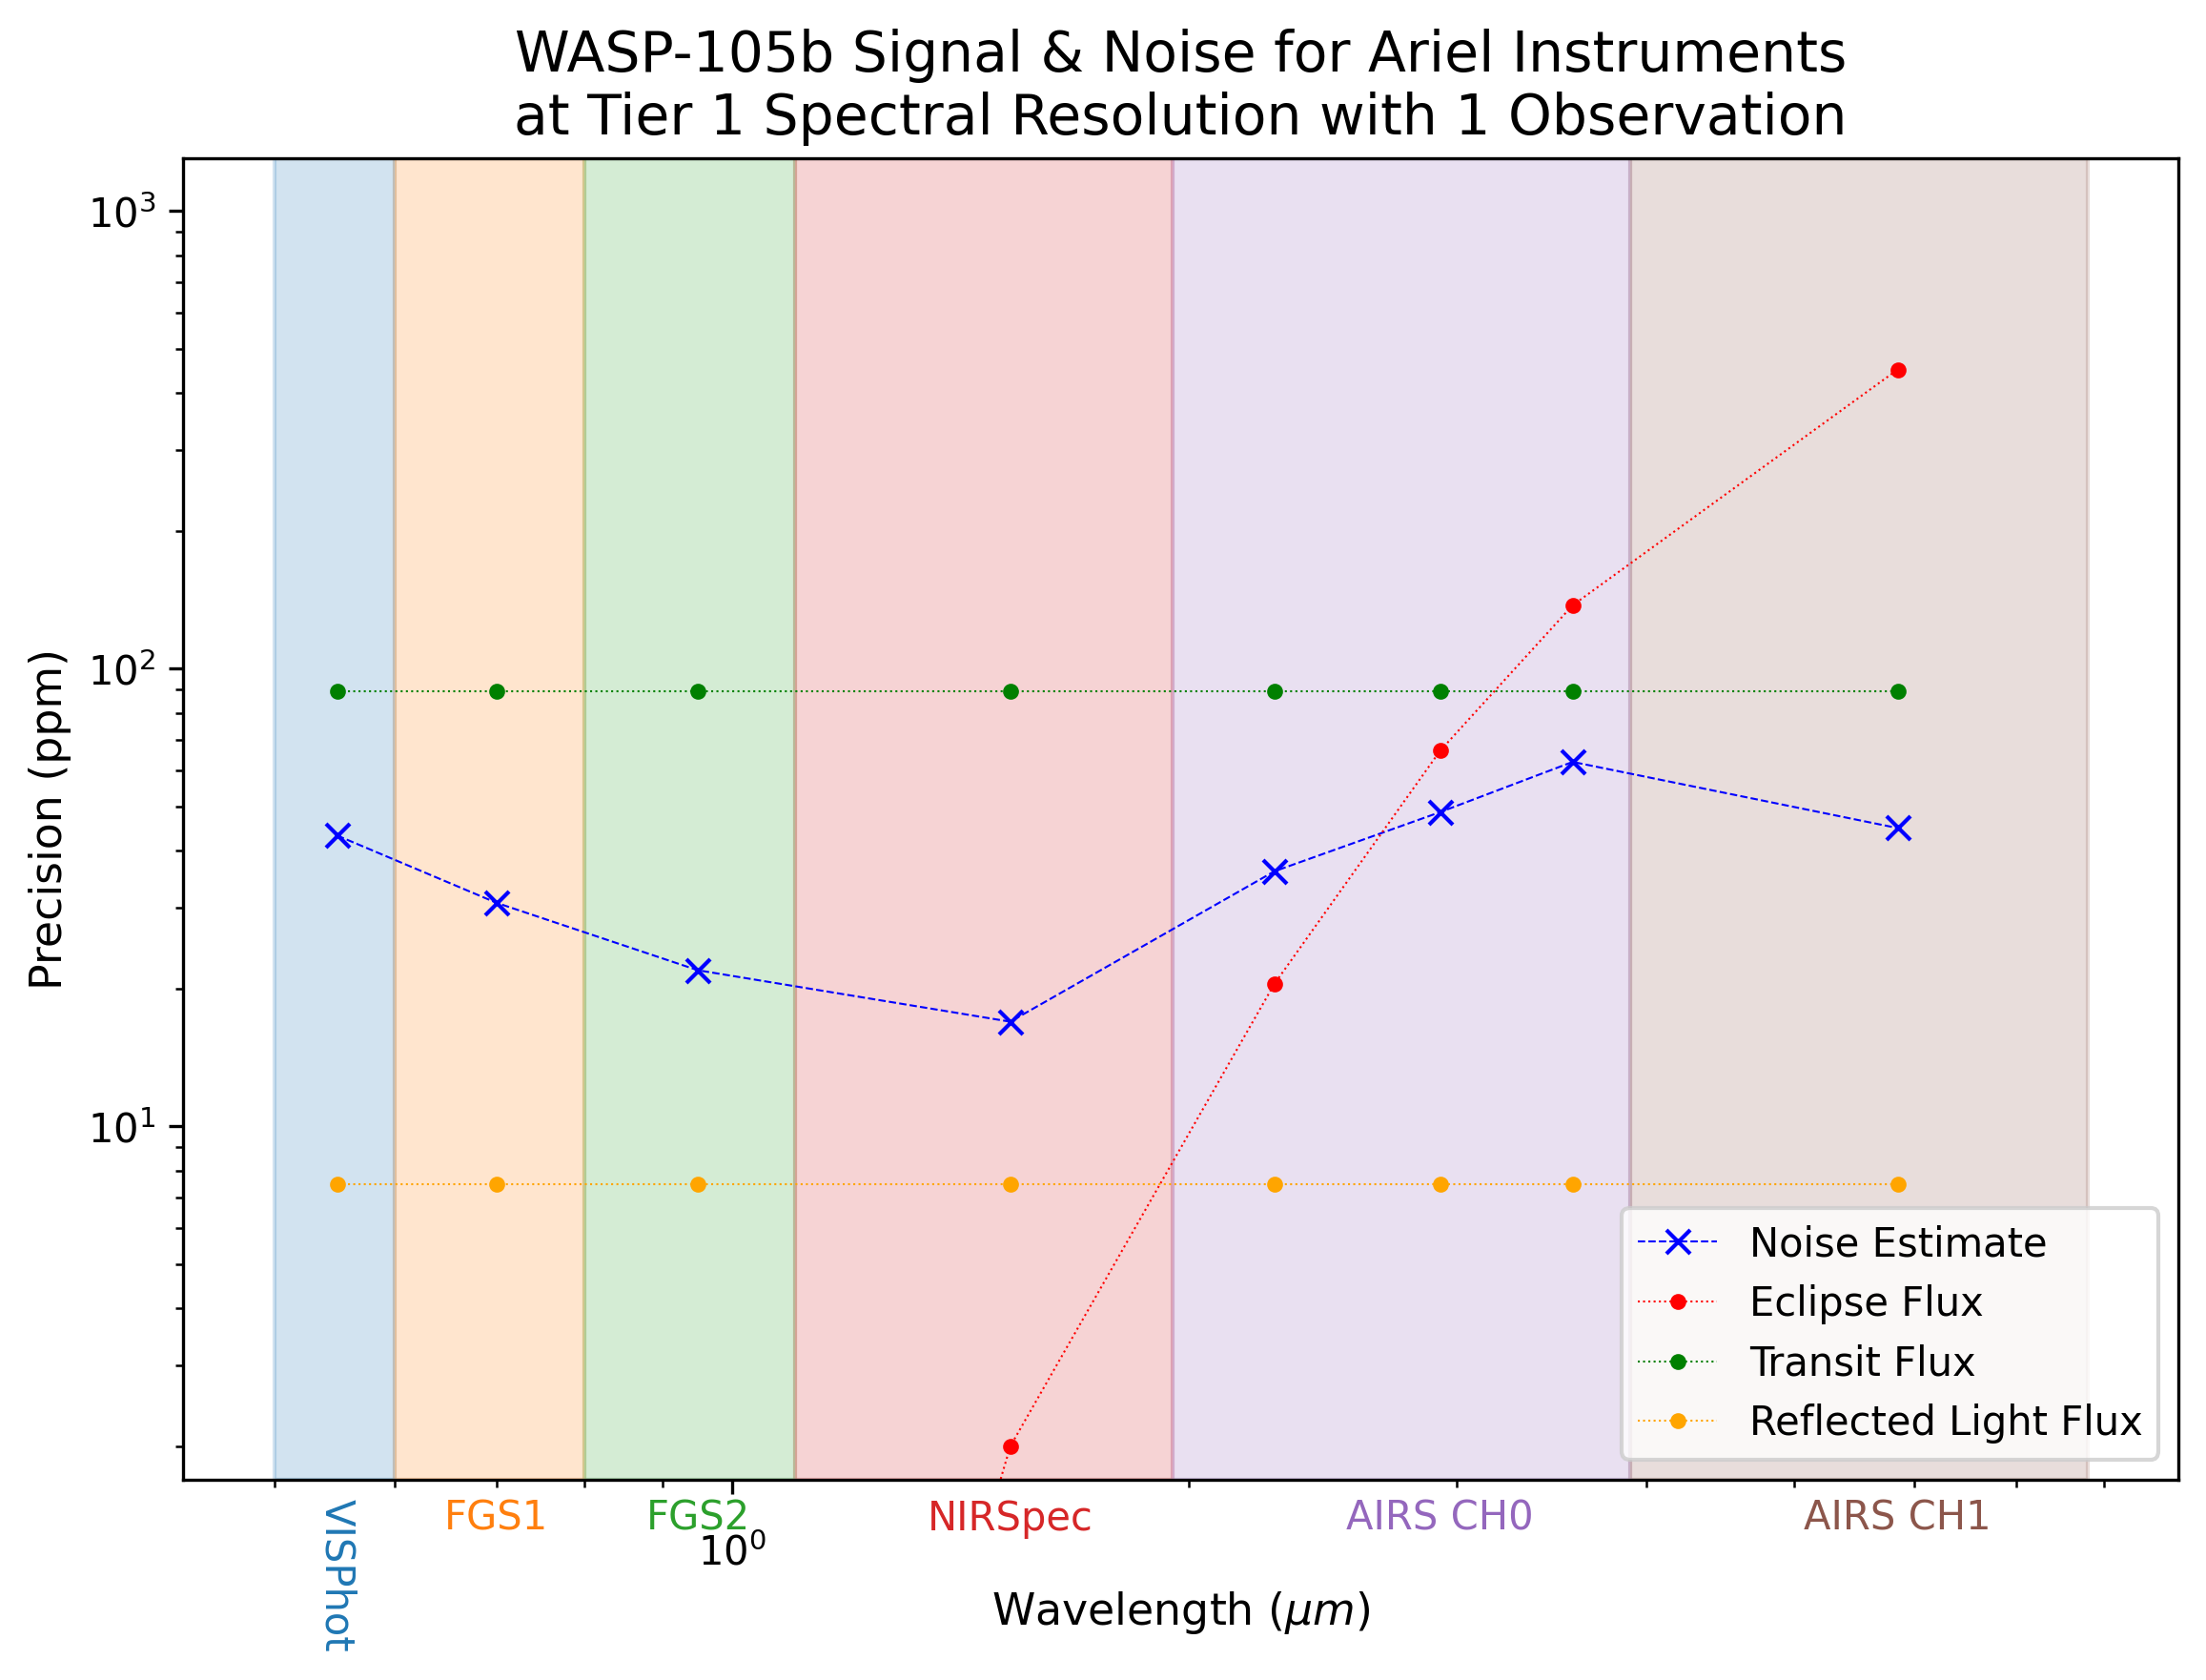 WASP-105b Signal & Noise for Ariel Instruments
at Tier 1 Spectral Resolution with 1 Observation
Precision (ppm)
10³
10²
10¹
Noise Estimate
Eclipse Flux
Transit Flux
Reflected Light Flux
VISPhot
FGS1
FGS2
NIRSpec
AIRS CH0
AIRS CH1
10⁰
Wavelength (μm)